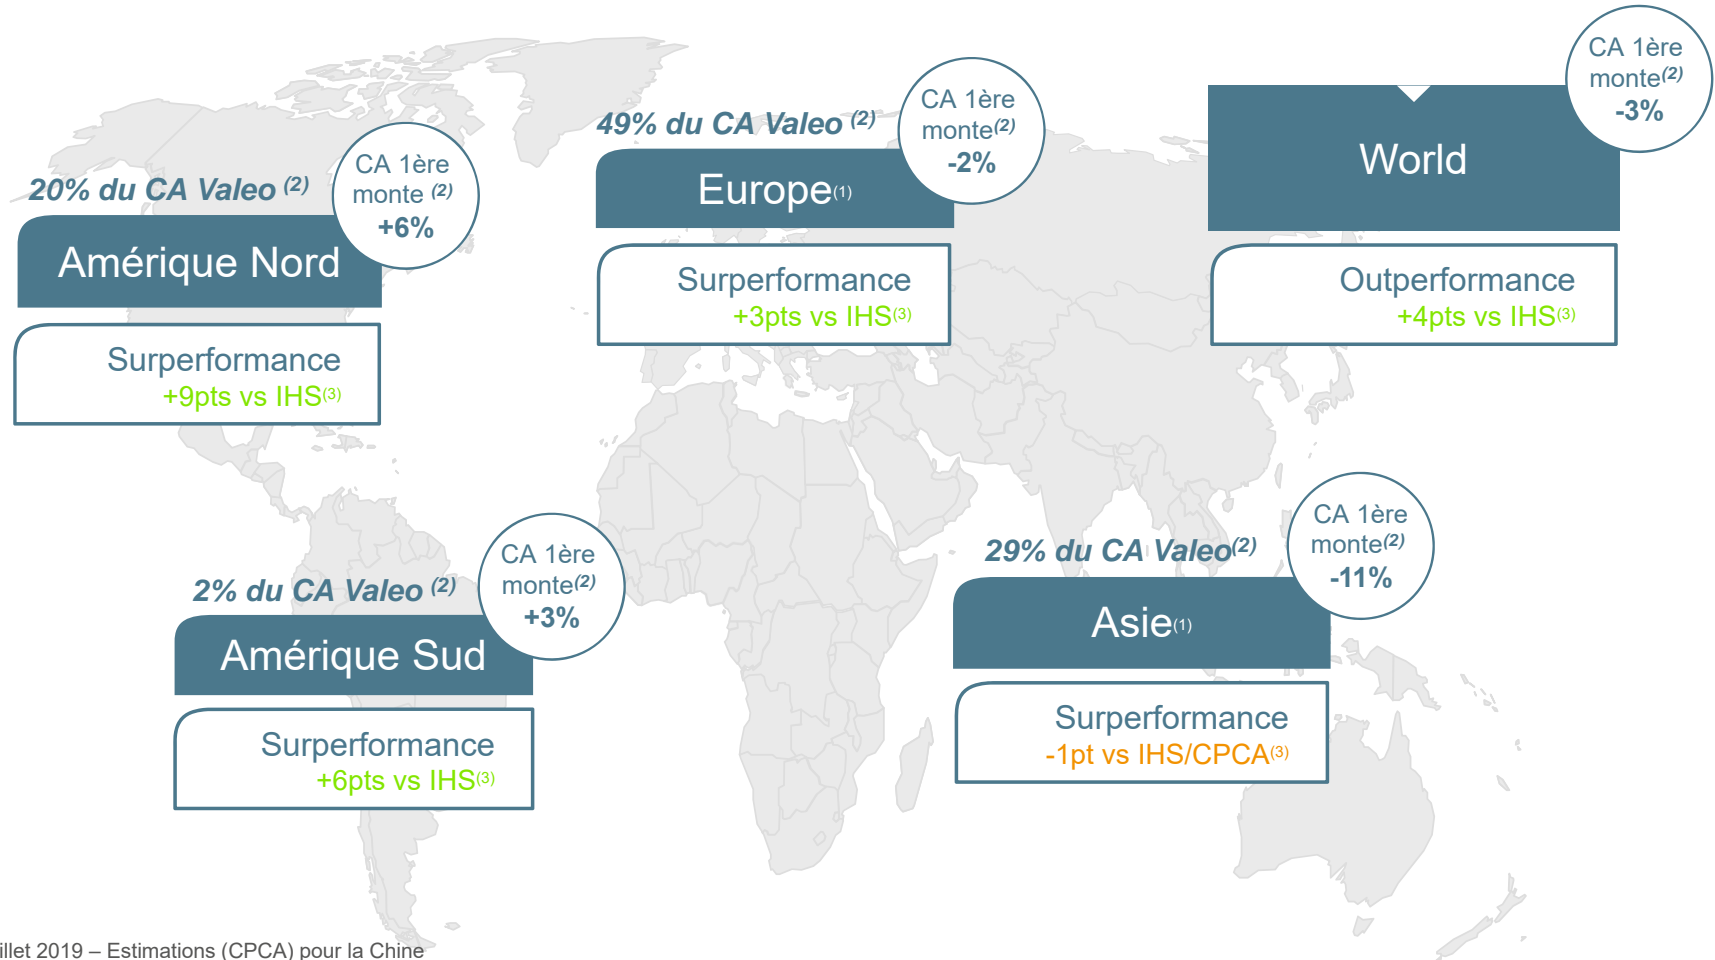 20% du CA Valeo (2)
CA 1ère
monte (2)
+6%
Amérique Nord
Surperformance
+9pts vs IHS(3)
49% du CA Valeo (2)
CA 1ère
monte(2)
-2%
Europe(1)
Surperformance
+3pts vs IHS(3)
CA 1ère
monte(2)
-3%
World
Outperformance
+4pts vs IHS(3)
2% du CA Valeo (2)
CA 1ère
monte(2)
+3%
Amérique Sud
Surperformance
+6pts vs IHS(3)
29% du CA Valeo(2)
CA 1ère
monte(2)
-11%
Asie(1)
Surperformance
-1pt vs IHS/CPCA(3)
illet 2019 – Estimations (CPCA) pour la Chine